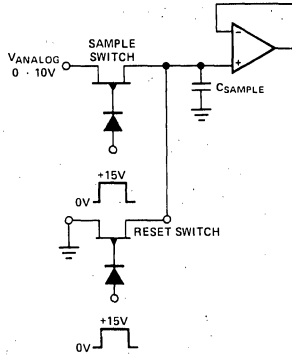 SAMPLE
SWITCH
VANALOG
0 - 10V
−
+
CSAMPLE
+15V
0V
RESET SWITCH
+15V
0V